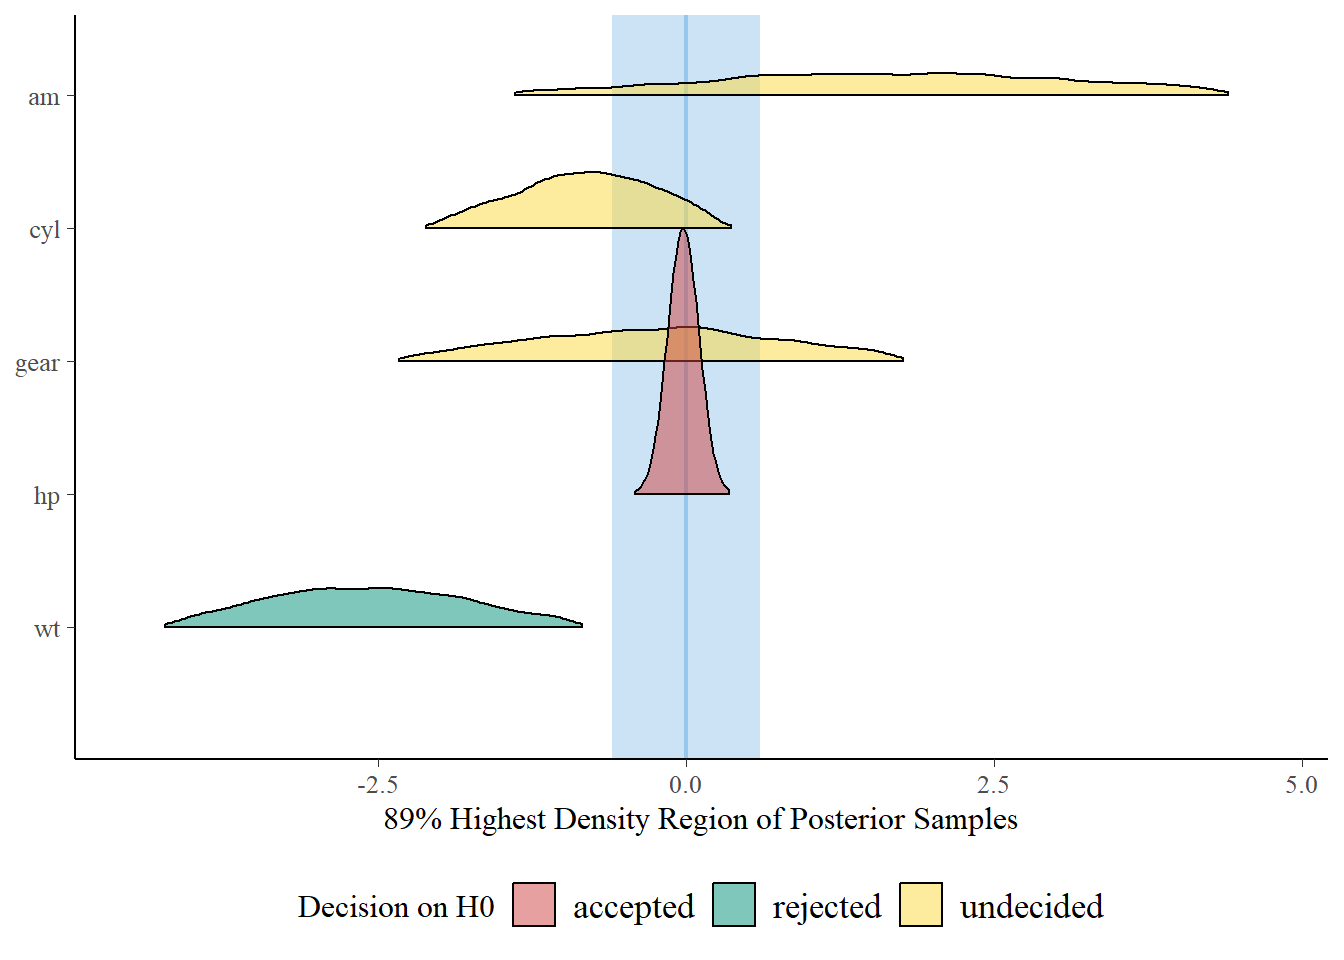 am
cyl
gear
hp
wt
-2.5 0.0 2.5 5.0
89% Highest Density Region of Posterior Samples
Decision on H0 accepted rejected undecided